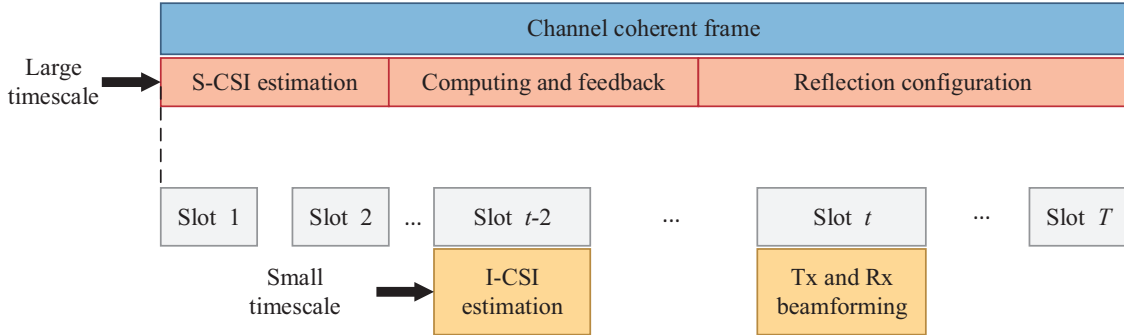 Channel coherent frame
Large
timescale
S-CSI estimation
Computing and feedback
Reflection configuration
Slot 1
Slot 2
...
Slot t-2
...
Slot t
...
Slot T
Small
timescale
I-CSI
estimation
Tx and Rx
beamforming